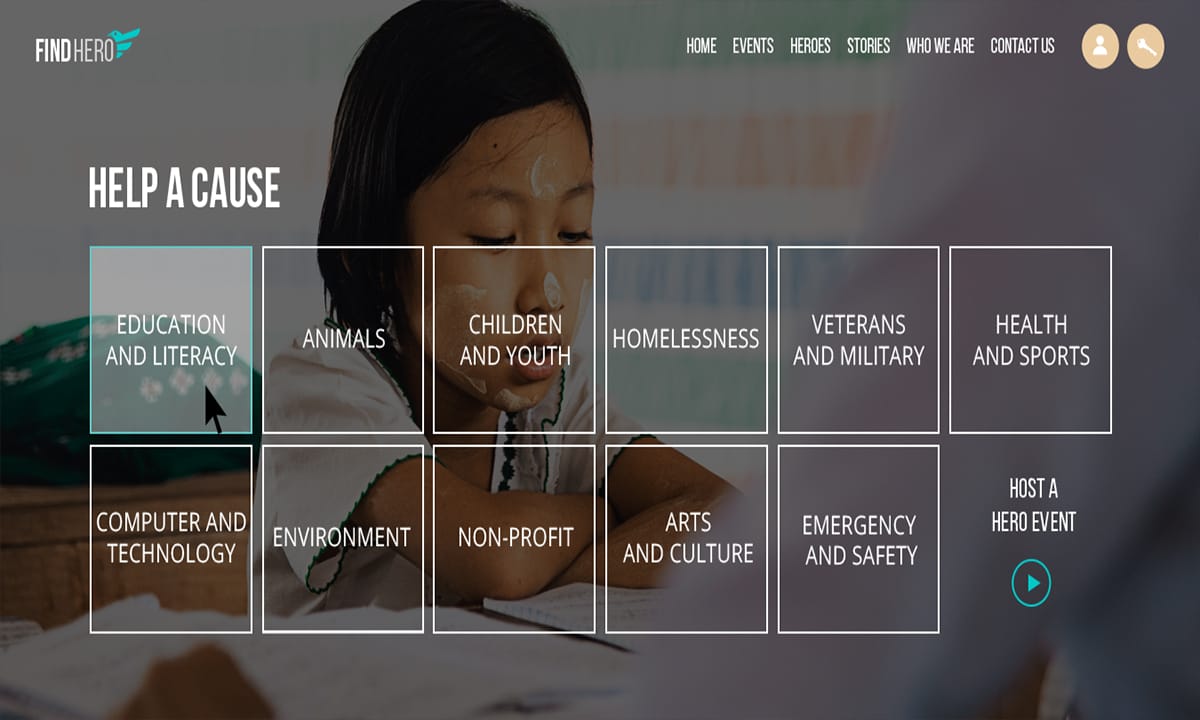 FINDHERO
HOME EVENTS HEROES STORIES WHO WE ARE CONTACT US
HELP A CAUSE
EDUCATION
AND LITERACY
ANIMALS
CHILDREN
AND YOUTH
HOMELESSNESS
VETERANS
AND MILITARY
HEALTH
AND SPORTS
COMPUTER AND
TECHNOLOGY
ENVIRONMENT
NON-PROFIT
ARTS
AND CULTURE
EMERGENCY
AND SAFETY
HOST A
HERO EVENT